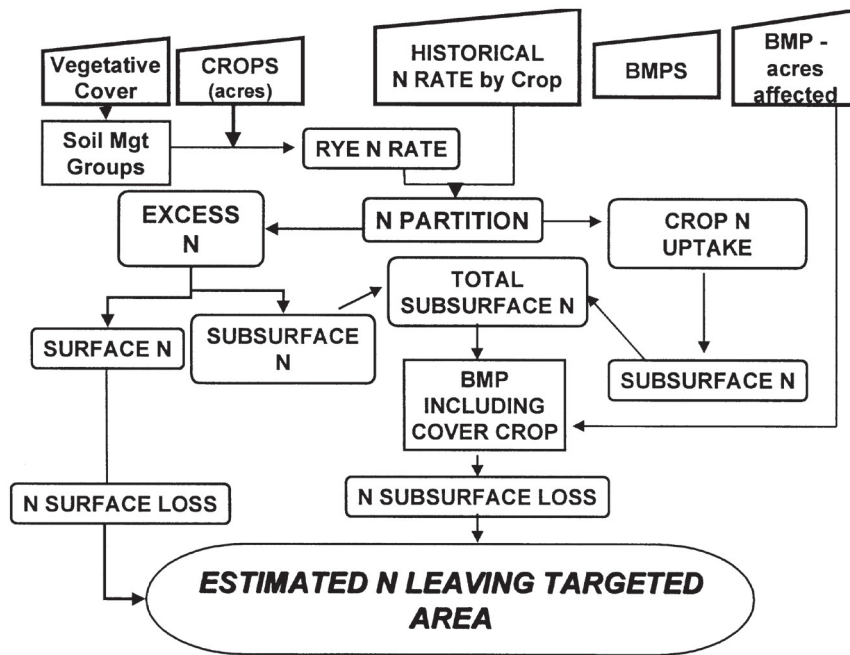 Vegetative
Cover
CROPS
(acres)
HISTORICAL
N RATE by Crop
BMPS
BMP -
acres
affected
Soil Mgt
Groups
RYE N RATE
EXCESS
N
N PARTITION
CROP N
UPTAKE
TOTAL
SUBSURFACE N
SURFACE N
SUBSURFACE
N
SUBSURFACE N
BMP
INCLUDING
COVER CROP
N SURFACE LOSS
N SUBSURFACE LOSS
ESTIMATED N LEAVING TARGETED
AREA